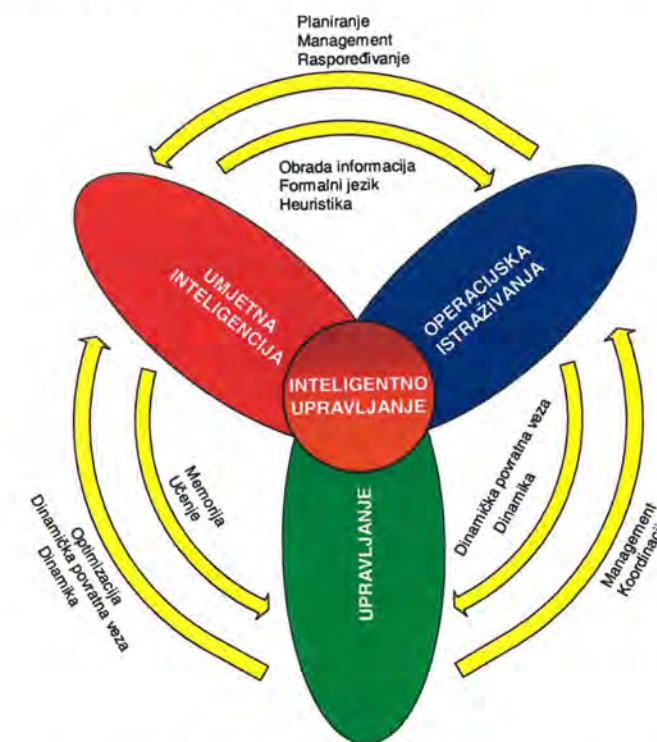 Planiranje
Management
Raspoređivanje
Obrada informacija
Formalni jezik
Heuristika
UMJETNA
INTELIGENCIJA
OPERACIJSKA
ISTRAŽIVANJA
INTELIGENTNO
UPRAVLJANJE
UPRAVLJANJE
Memorija
Učenje
Optimizacija
Dinamička povratna veza
Dinamika
Dinamička povratna veza
Dinamika
Management